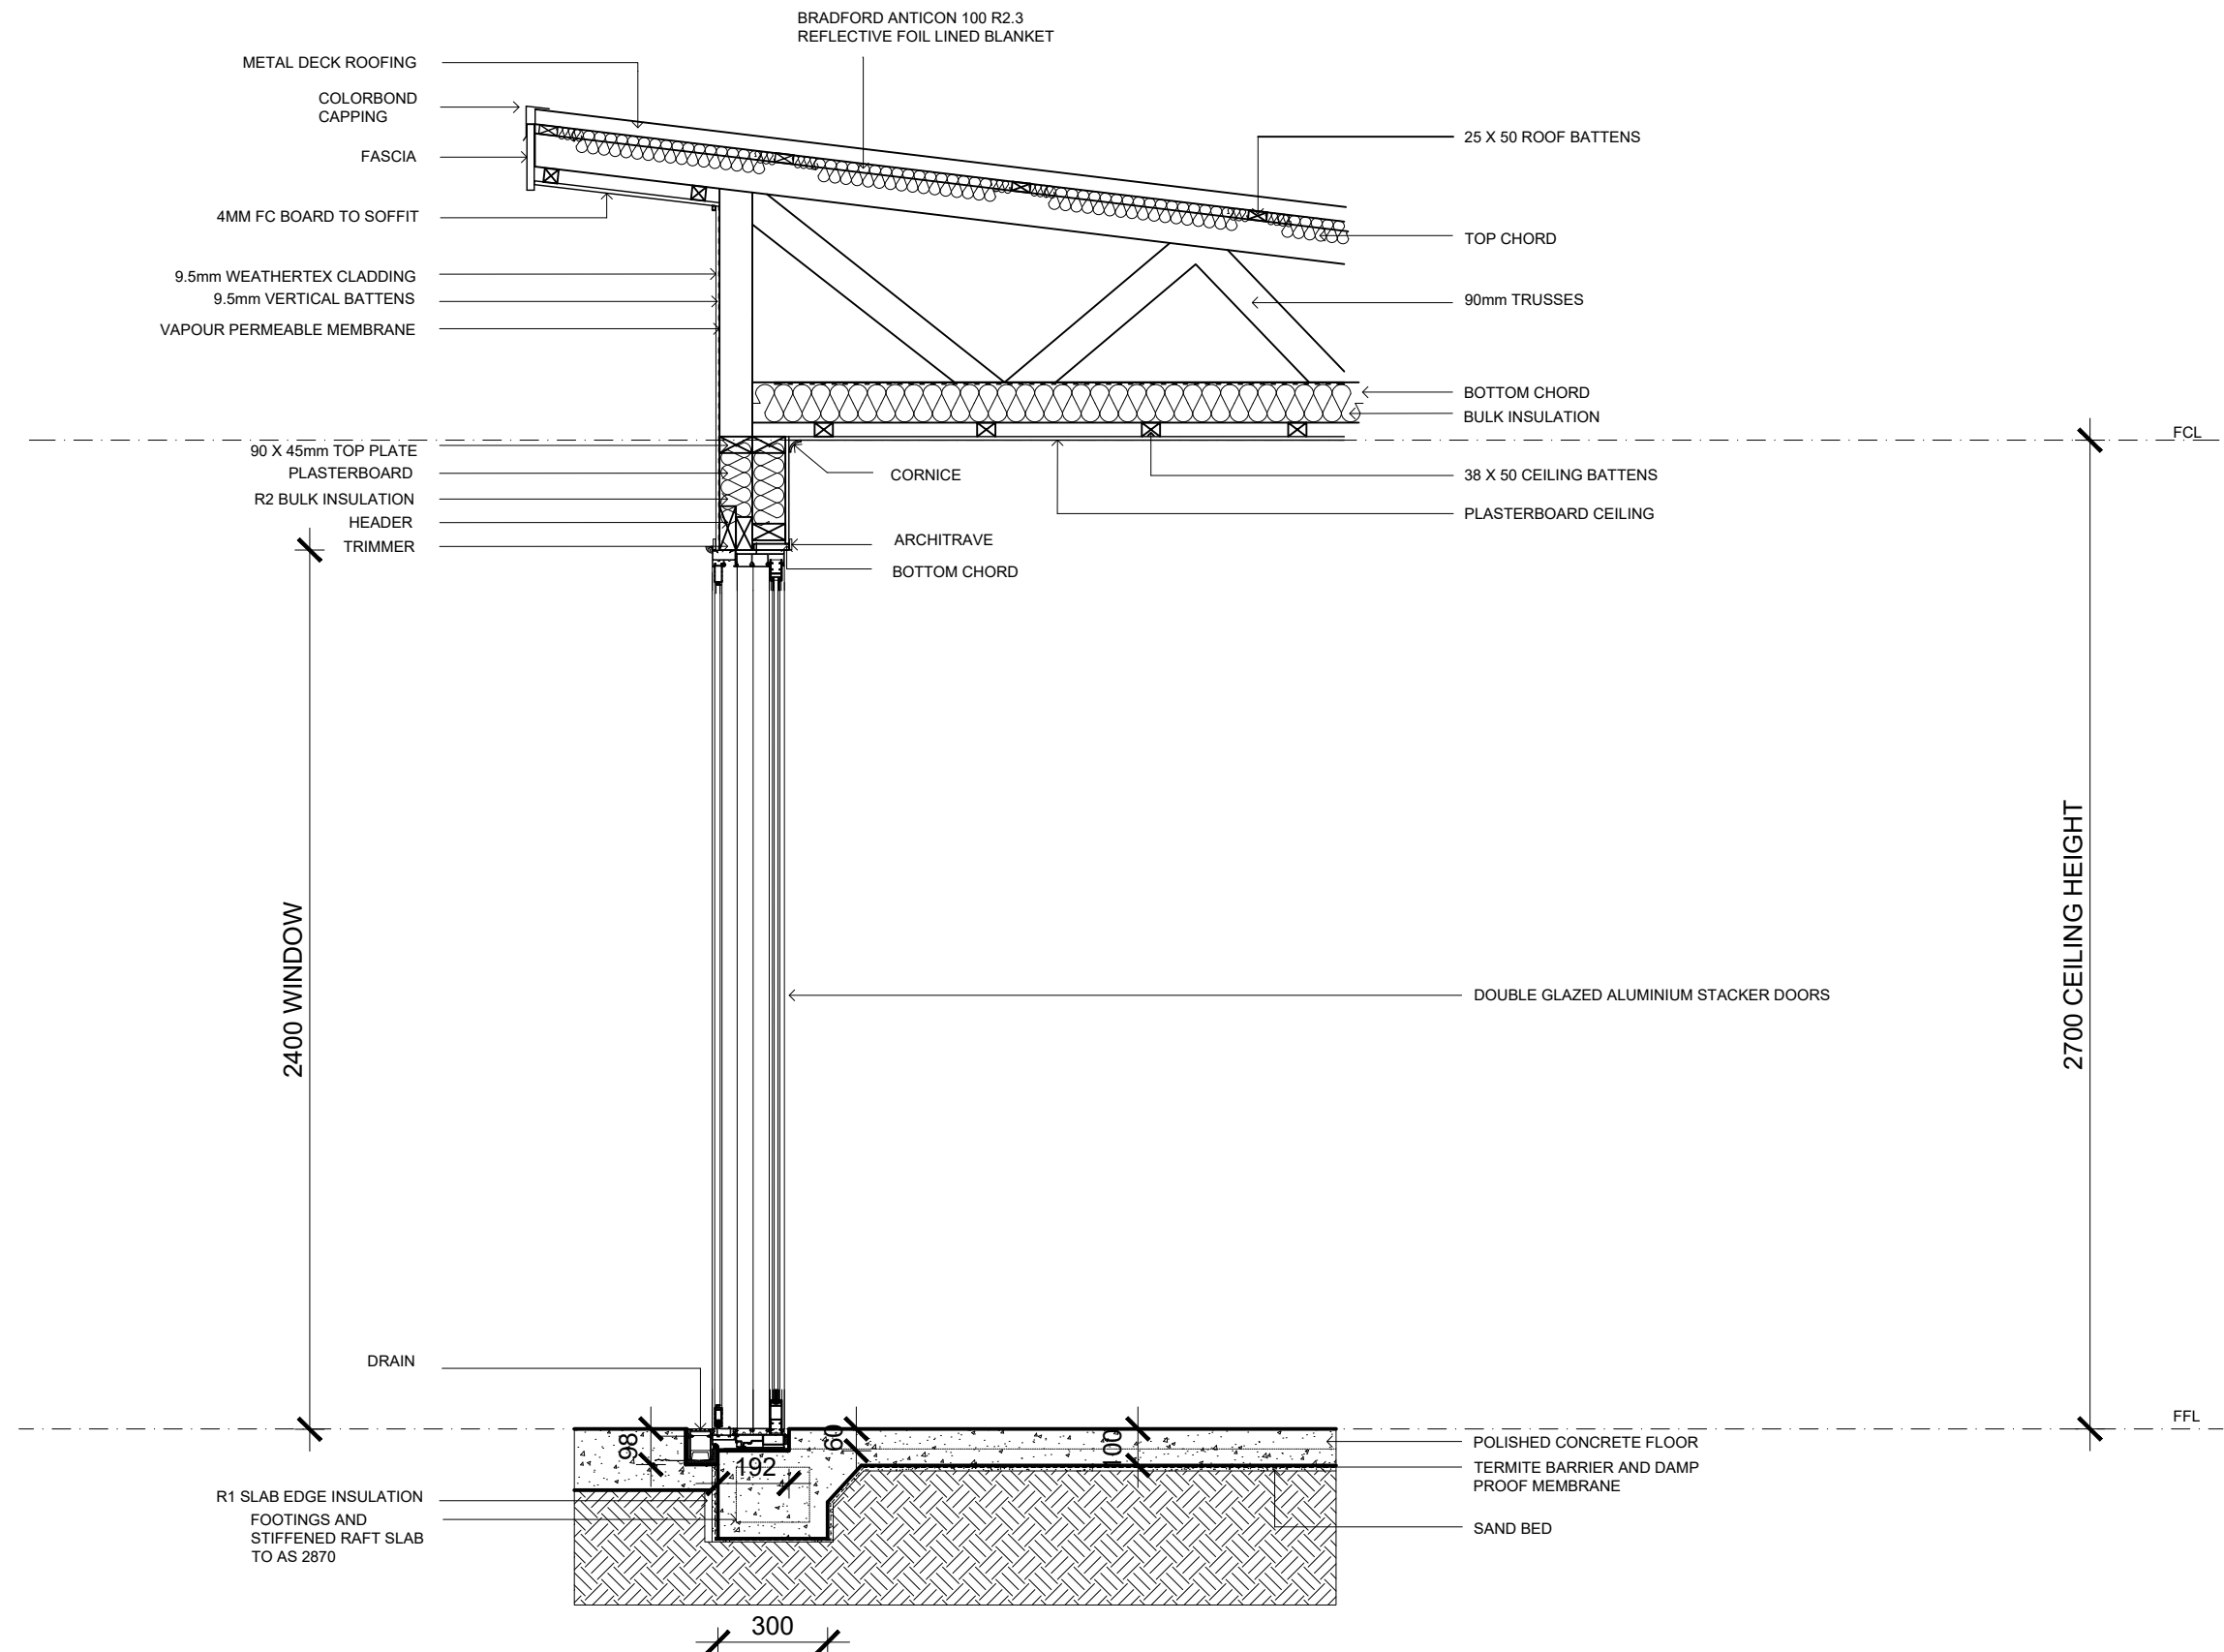 BRADFORD ANTICON 100 R2.3
REFLECTIVE FOIL LINED BLANKET
METAL DECK ROOFING
COLORBOND
CAPPING
FASCIA
4MM FC BOARD TO SOFFIT
9.5mm WEATHERTEX CLADDING
9.5mm VERTICAL BATTENS
VAPOUR PERMEABLE MEMBRANE
25 X 50 ROOF BATTENS
TOP CHORD
90mm TRUSSES
BOTTOM CHORD
BULK INSULATION
FCL
90 X 45mm TOP PLATE
PLASTERBOARD
R2 BULK INSULATION
HEADER
TRIMMER
CORNICE
ARCHITRAVE
BOTTOM CHORD
38 X 50 CEILING BATTENS
PLASTERBOARD CEILING
2400 WINDOW
2700 CEILING HEIGHT
DOUBLE GLAZED ALUMINIUM STACKER DOORS
DRAIN
FFL
98
192
60
100
POLISHED CONCRETE FLOOR
TERMITE BARRIER AND DAMP
PROOF MEMBRANE
SAND BED
R1 SLAB EDGE INSULATION
FOOTINGS AND
STIFFENED RAFT SLAB
TO AS 2870
300